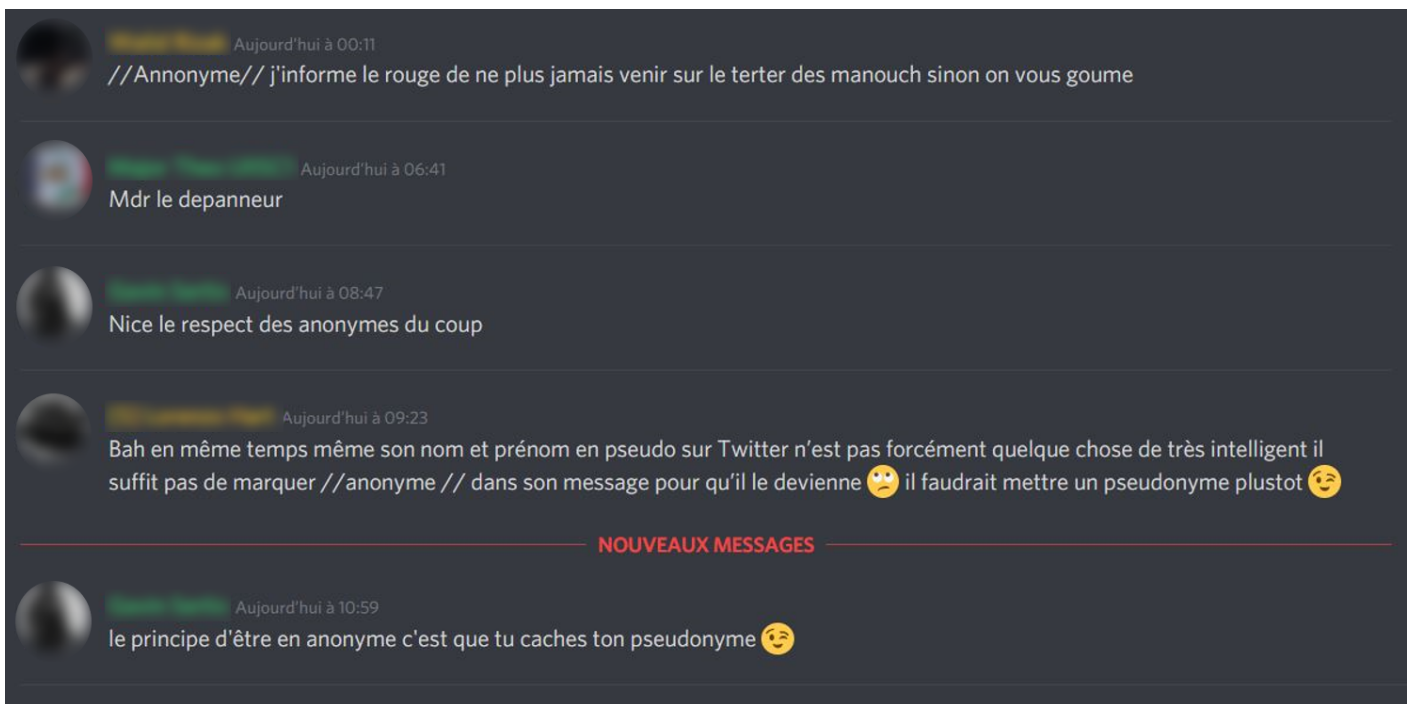 Aujourd'hui à 00:11
//Annonyme// j'informe le rouge de ne plus jamais venir sur le terter des manouch sinon on vous goume
Aujourd'hui à 06:41
Mdr le depanneur
Aujourd'hui à 08:47
Nice le respect des anonymes du coup
Aujourd'hui à 09:23
Bah en même temps même son nom et prénom en pseudo sur Twitter n’est pas forcément quelque chose de très intelligent il
suffit pas de marquer //anonyme // dans son message pour qu’il le devienne 🙄 il faudrait mettre un pseudonyme plustot 😉
NOUVEAUX MESSAGES
Aujourd'hui à 10:59
le principe d'être en anonyme c'est que tu caches ton pseudonyme 😉